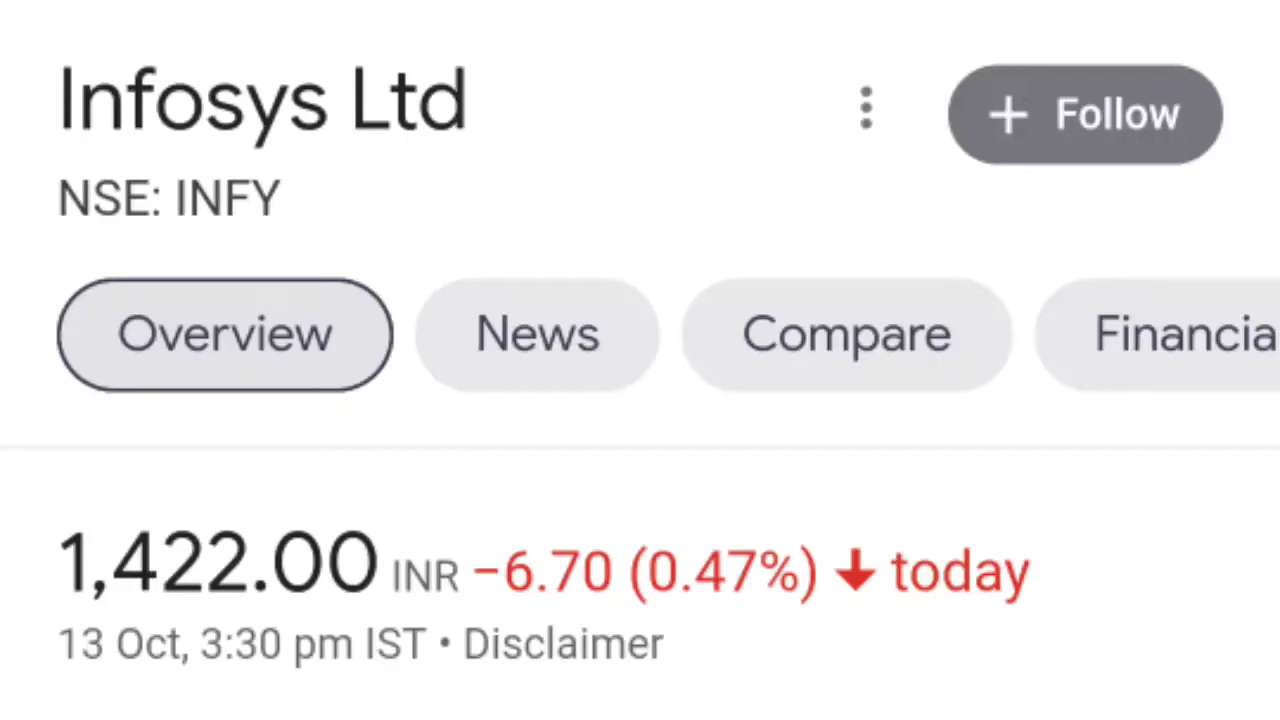 Infosys Ltd
+ Follow
NSE: INFY
Overview News Compare Financia
1,422.00 INR −6.70 (0.47%) ↓ today
13 Oct, 3:30 pm IST • Disclaimer